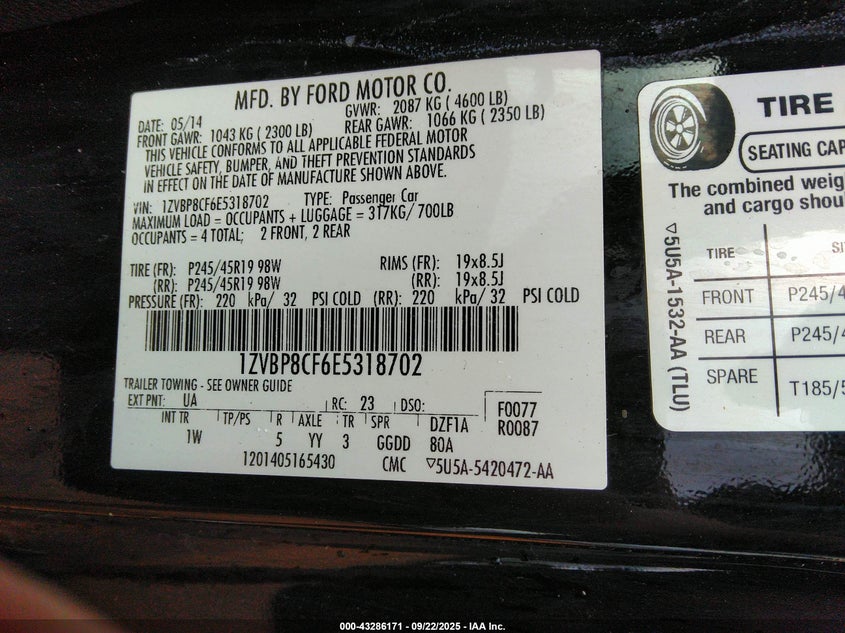 MFD. BY FORD MOTOR CO.
DATE: 05/14 GVWR: 2087 KG ( 4600 LB)
FRONT GAWR: 1043 KG ( 2300 LB) REAR GAWR: 1066 KG ( 2350 LB)
THIS VEHICLE CONFORMS TO ALL APPLICABLE FEDERAL MOTOR
VEHICLE SAFETY, BUMPER, AND THEFT PREVENTION STANDARDS
IN EFFECT ON THE DATE OF MANUFACTURE SHOWN ABOVE.
VIN: 1ZVBP8CF6E5318702 TYPE: Passenger Car
MAXIMUM LOAD = OCCUPANTS + LUGGAGE = 317KG/ 700LB
OCCUPANTS = 4 TOTAL; 2 FRONT, 2 REAR
TIRE (FR): P245/45R19 98W RIMS (FR): 19x8.5J
(RR): P245/45R19 98W (RR): 19x8.5J
PRESSURE (FR): 220 kPa/ 32 PSI COLD (RR): 220 kPa/ 32 PSI COLD
1ZVBP8CF6E5318702
TRAILER TOWING - SEE OWNER GUIDE
EXT PNT: UA RC: 23 DSO: F0077
INT TR TP/PS R AXLE TR SPR DZF1A R0087
1W 5 YY 3 GGDD 80A
1201405165430 CMC ▽5U5A-5420472-AA
TIRE
SEATING CAP
The combined weig
and cargo shou
▽5U5A-1532-AA (TLU)
TIRE SI
FRONT P245/4
REAR P245/4
SPARE T185/5
000-43286171 - 09/22/2025 - IAA Inc.